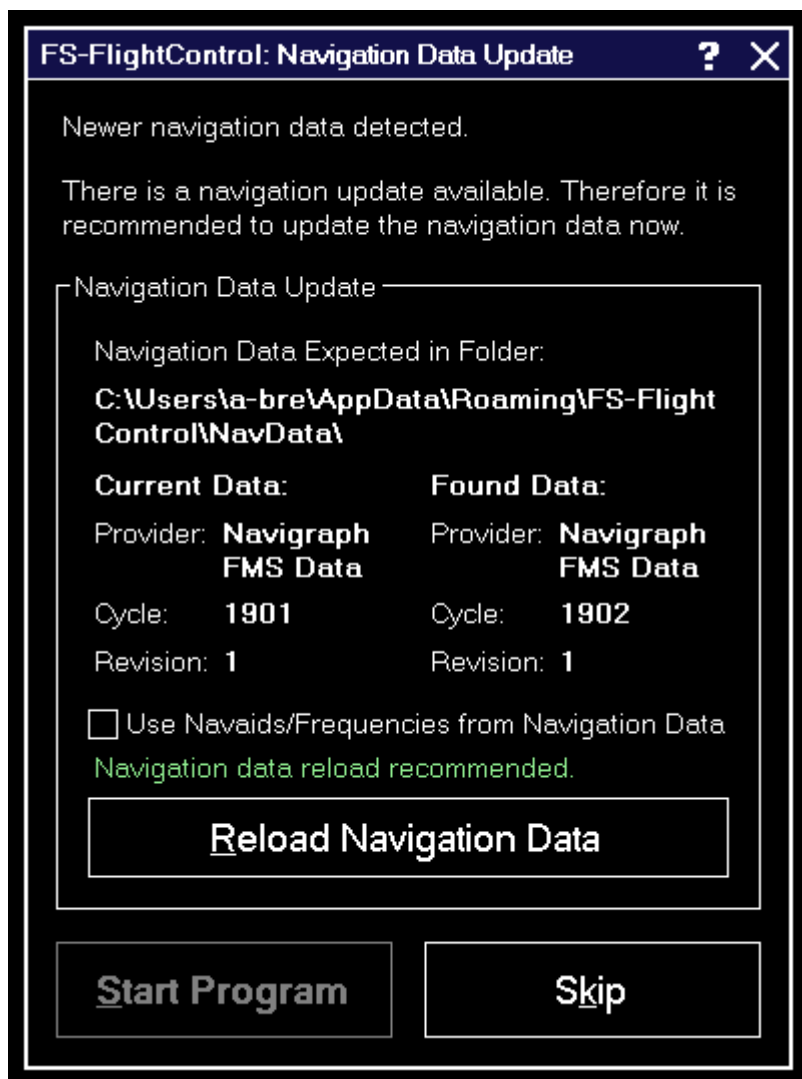 FS-FlightControl: Navigation Data Update ? X
Newer navigation data detected.
There is a navigation update available. Therefore it is
recommended to update the navigation data now.
Navigation Data Update
Navigation Data Expected in Folder:
C:\Users\a-bre\AppData\Roaming\FS-Flight
Control\NavData\
Current Data: Found Data:
Provider: Navigraph Provider: Navigraph
FMS Data FMS Data
Cycle: 1901 Cycle: 1902
Revision: 1 Revision: 1
Use Navaids/Frequencies from Navigation Data
Navigation data reload recommended.
Reload Navigation Data
Start Program Skip